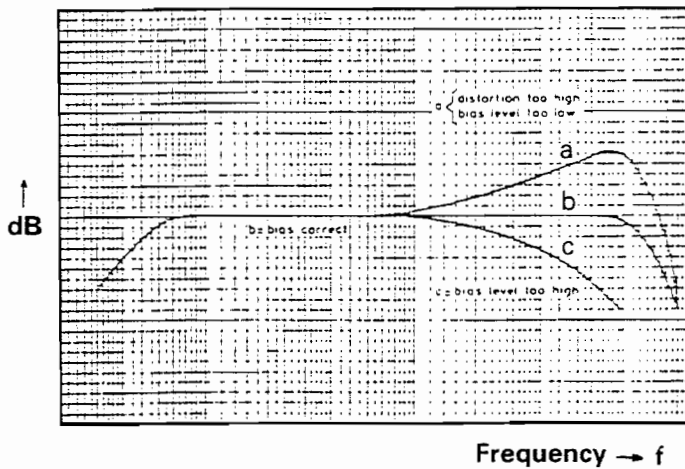 a { distortion too high
bias level too low
a
dB
b
b = bias correct
c
c = bias level too high
Frequency → f